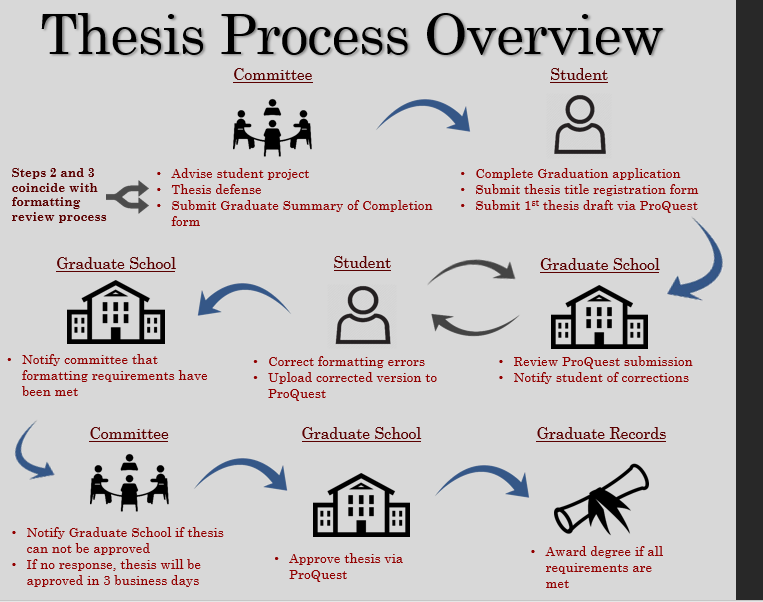 Thesis Process Overview
Committee
Student
Steps 2 and 3
coincide with
formatting
review process
• Advise student project
• Thesis defense
• Submit Graduate Summary of Completion
form
• Complete Graduation application
• Submit thesis title registration form
• Submit 1st thesis draft via ProQuest
Graduate School
Student
Graduate School
• Notify committee that
formatting requirements have
been met
• Correct formatting errors
• Upload corrected version to
ProQuest
• Review ProQuest submission
• Notify student of corrections
Committee
Graduate School
Graduate Records
• Notify Graduate School if thesis
can not be approved
• If no response, thesis will be
approved in 3 business days
• Approve thesis via
ProQuest
• Award degree if all
requirements are
met